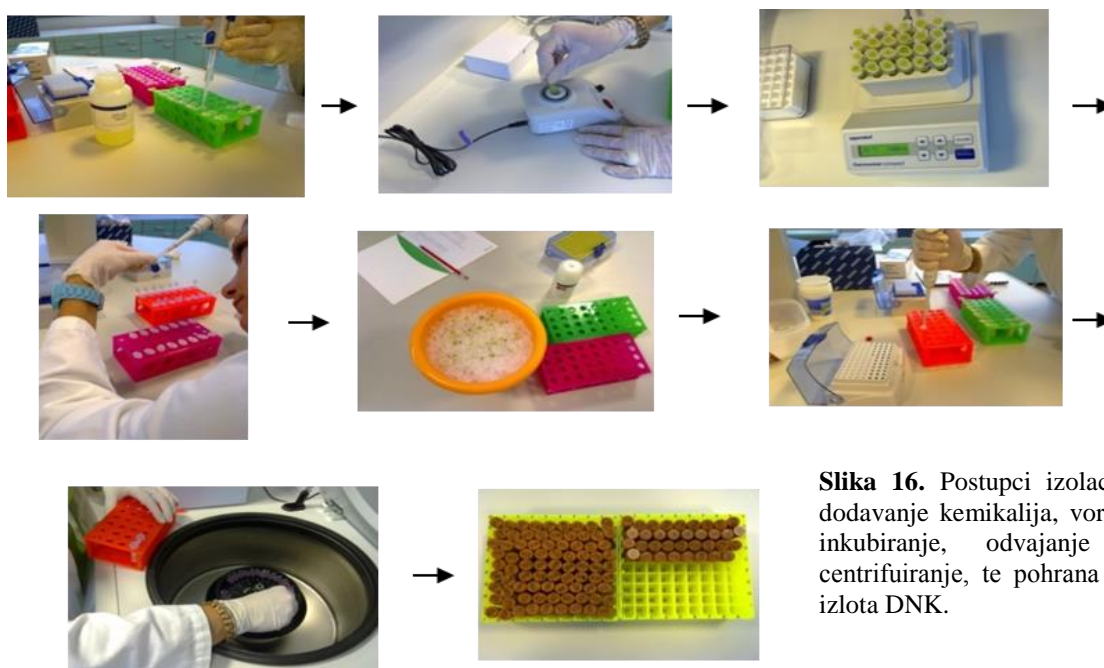 Slika 16. Postupci izolac
dodavanje kemikalija, vor
inkubiranje, odvajanje
centrifuiranje, te pohrana
izlota DNK.